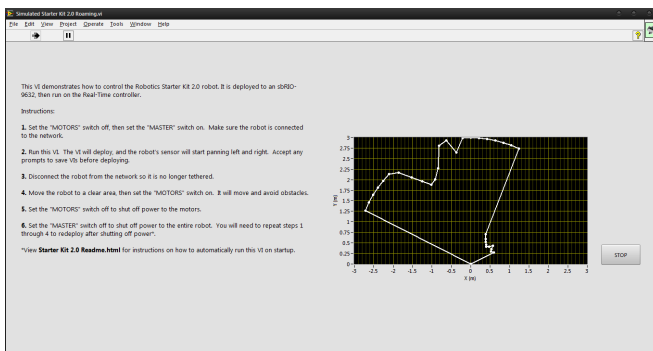 Simulated Starter Kit 2.0 Roaming.vi
File Edit View Project Operate Tools Window Help
This VI demonstrates how to control the Robotics Starter Kit 2.0 robot. It is deployed to an sbRIO-
9632, then run on the Real-Time controller.
Instructions:
1. Set the "MOTORS" switch off, then set the "MASTER" switch on. Make sure the robot is connected
to the network.
2. Run this VI. The VI will deploy, and the robot's sensor will start panning left and right. Accept any
prompts to save VIs before deploying.
3. Disconnect the robot from the network so it is no longer tethered.
4. Move the robot to a clear area, then set the "MOTORS" switch on. It will move and avoid obstacles.
5. Set the "MOTORS" switch off to shut off power to the motors.
6. Set the "MASTER" switch off to shut off power to the entire robot. You will need to repeat steps 1
through 4 to redeploy after shutting off power*.
*View Starter Kit 2.0 Readme.html for instructions on how to automatically run this VI on startup.
3
2.75
2.5
2.25
2
1.75
1.5
1.25
1
0.75
0.5
0.25
0
Y (m)
-3 -2.5 -2 -1.5 -1 -0.5 0 0.5 1 1.5 2 2.5 3
X (m)
STOP